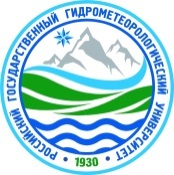 РОССИЙСКИЙ ГОСУДАРСТВЕННЫЙ ГИДРОМЕТЕОРОЛОГИЧЕСКИЙ УНИВЕРСИТЕТ
1930